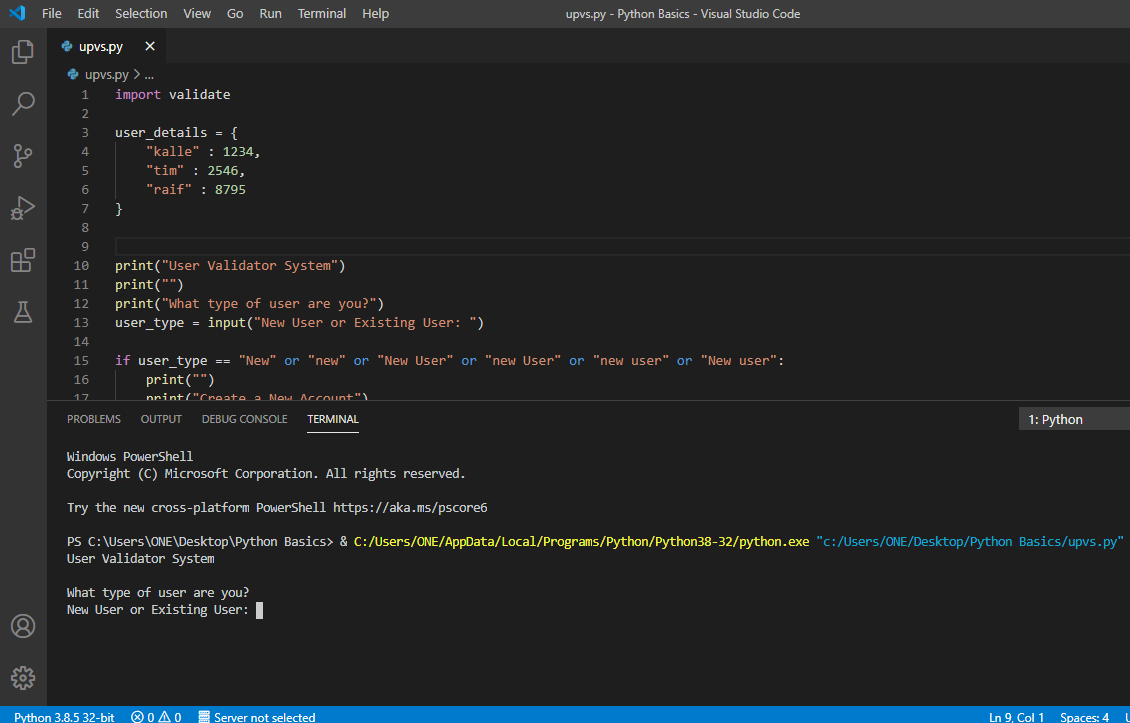 File Edit Selection View Go Run Terminal Help upvs.py - Python Basics - Visual Studio Code
upvs.py
upvs.py > ...
1 import validate
2
3 user_details = {
4 "kalle" : 1234,
5 "tim" : 2546,
6 "raif" : 8795
7 }
8
9
10 print("User Validator System")
11 print("")
12 print("What type of user are you?")
13 user_type = input("New User or Existing User: ")
14
15 if user_type == "New" or "new" or "New User" or "new User" or "new user" or "New user":
16 print("")
17 print("Create a New Account")
PROBLEMS OUTPUT DEBUG CONSOLE TERMINAL 1: Python
Windows PowerShell
Copyright (C) Microsoft Corporation. All rights reserved.
Try the new cross-platform PowerShell https://aka.ms/pscore6
PS C:\Users\ONE\Desktop\Python Basics> & C:/Users/ONE/AppData/Local/Programs/Python/Python38-32/python.exe "c:/Users/ONE/Desktop/Python Basics/upvs.py"
User Validator System
What type of user are you?
New User or Existing User:
Python 3.8.5 32-bit 0 0 Server not selected Ln 9, Col 1 Spaces: 4